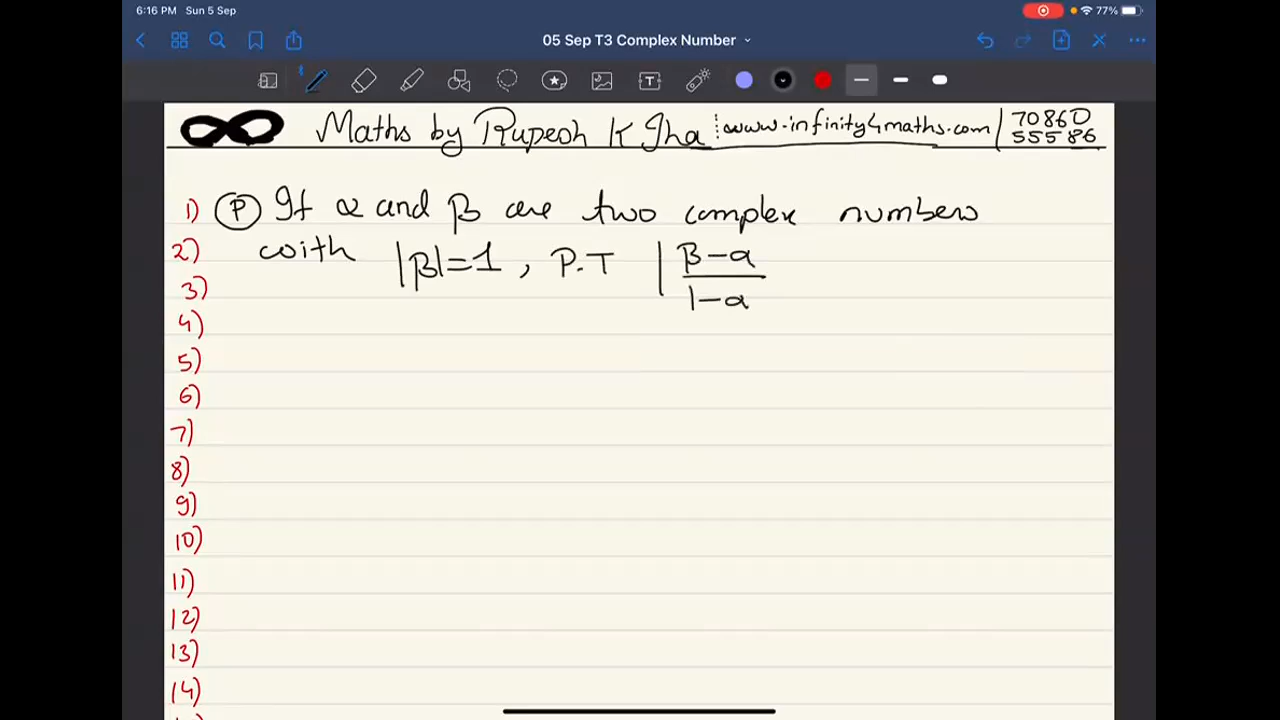 6:16 PM Sun 5 Sep
77%
05 Sep T3 Complex Number
Maths by Rupesh K Jha www.infinity4maths.com 70860 55586
1) P If α and β are two complex numbers
2) with |β|=1, P.T | β-α
3) 1-α
4)
5)
6)
7)
8)
9)
10)
11)
12)
13)
14)